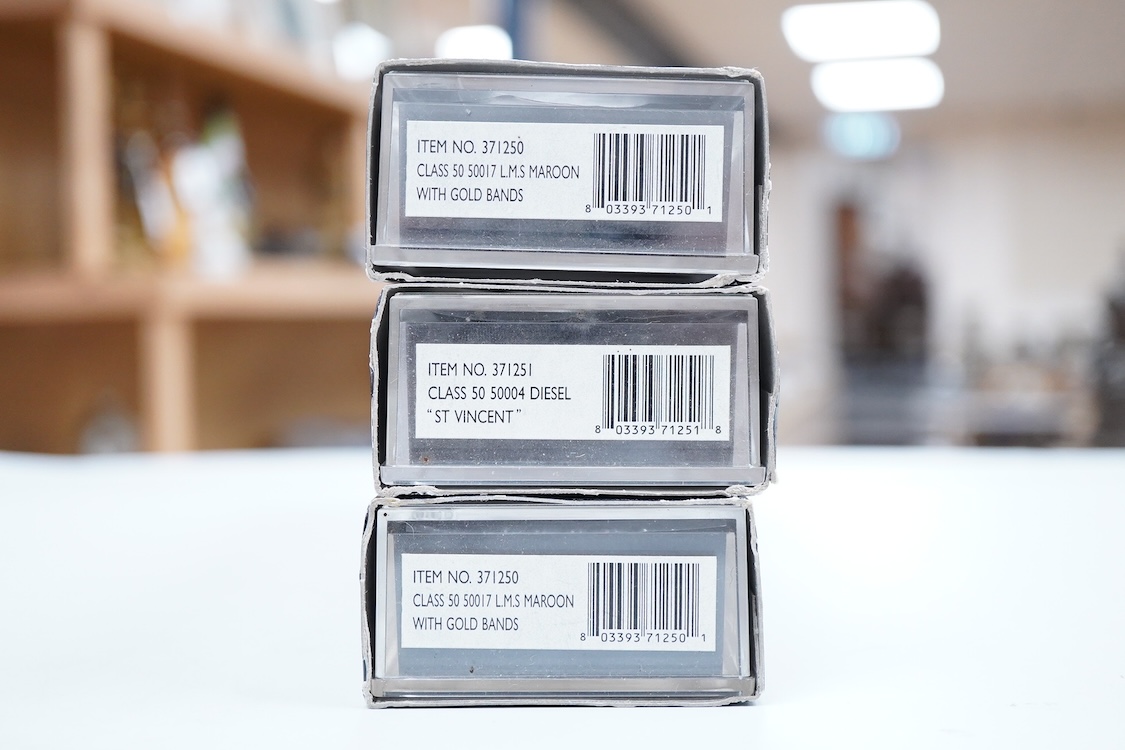 ITEM NO. 371250
CLASS 50 50017 L.M.S MAROON
WITH GOLD BANDS
8 03393 71250 1
ITEM NO. 371251
CLASS 50 50004 DIESEL
“ST VINCENT”
8 03393 71251 8
ITEM NO. 371250
CLASS 50 50017 L.M.S MAROON
WITH GOLD BANDS
8 03393 71250 1